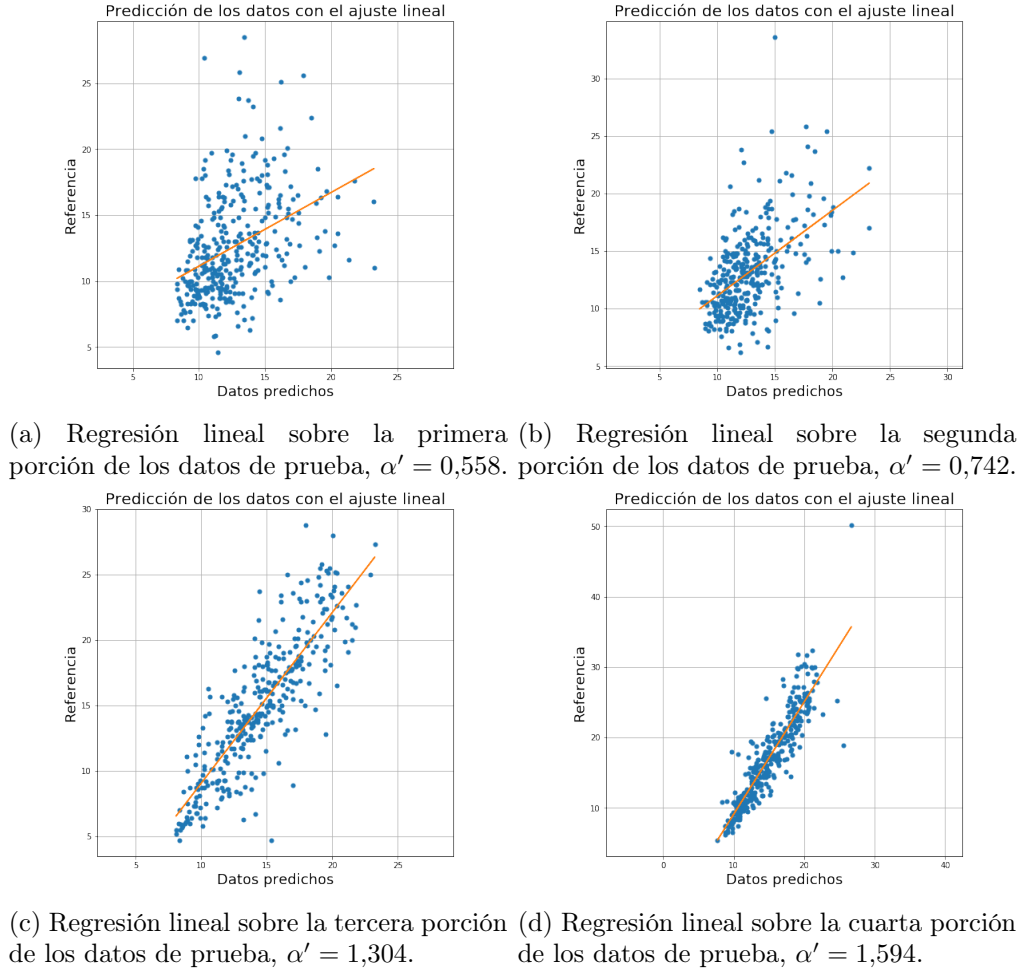 Predicción de los datos con el ajuste lineal
25
20
15
10
5
Referencia
5
10
15
20
25
Datos predichos
Predicción de los datos con el ajuste lineal
30
25
20
15
10
5
Referencia
5
10
15
20
25
30
Datos predichos
(a) Regresión lineal sobre la primera
porción de los datos de prueba, α′ = 0,558.
(b) Regresión lineal sobre la segunda
porción de los datos de prueba, α′ = 0,742.
Predicción de los datos con el ajuste lineal
30
25
20
15
10
5
Referencia
5
10
15
20
25
Datos predichos
Predicción de los datos con el ajuste lineal
50
40
30
20
10
Referencia
0
10
20
30
40
Datos predichos
(c) Regresión lineal sobre la tercera porción
de los datos de prueba, α′ = 1,304.
(d) Regresión lineal sobre la cuarta porción
de los datos de prueba, α′ = 1,594.